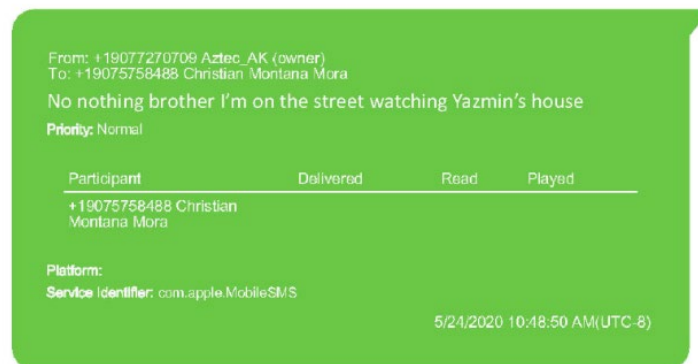 From: +19077270709 Aztec_AK (owner)
To: +19075758488 Christian Montana Mora
No nothing brother I'm on the street watching Yazmin's house
Priority: Normal
Participant Delivered Read Played
+19075758488 Christian
Montana Mora
Platform:
Service Identifier: com.apple.MobileSMS
5/24/2020 10:48:50 AM(UTC-8)